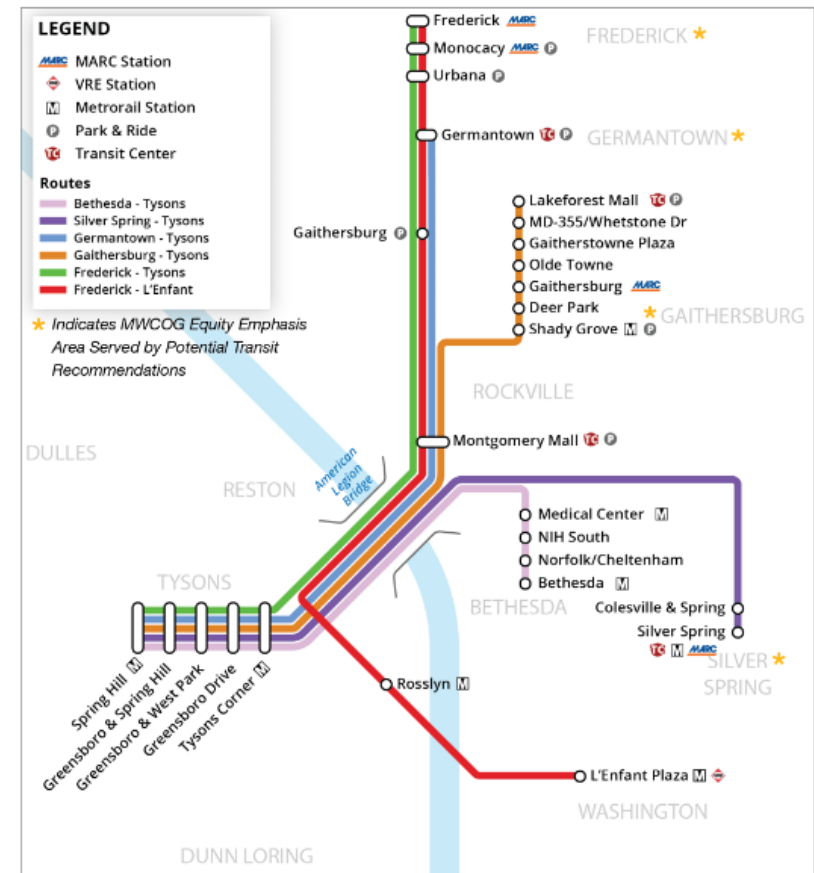 LEGEND
MARC MARC Station
VRE Station
M Metrorail Station
P Park & Ride
TC Transit Center
Routes
Bethesda - Tysons
Silver Spring - Tysons
Germantown - Tysons
Gaithersburg - Tysons
Frederick - Tysons
Frederick - L'Enfant
* Indicates MWCOG Equity Emphasis
Area Served by Potential Transit
Recommendations
Frederick MARC
FREDERICK *
Monocacy MARC P
Urbana P
Germantown TC P
GERMANTOWN *
Lakeforest Mall TC P
MD-355/Whetstone Dr
Gaithersburg P
Gaitherstowne Plaza
Olde Towne
Gaithersburg MARC
Deer Park
* GAITHERSBURG
Shady Grove M P
ROCKVILLE
Montgomery Mall TC P
DULLES
RESTON
American
Legion
Bridge
Medical Center M
NIH South
Norfolk/Cheltenham
Bethesda M
BETHESDA
TYSONS
Colesville & Spring
Silver Spring
TC M MARC
SILVER *
SPRING
Spring Hill M
Greensboro & Spring Hill
Greensboro & West Park
Greensboro Drive
Tysons Corner M
Rosslyn M
L'Enfant Plaza M
WASHINGTON
DUNN LORING